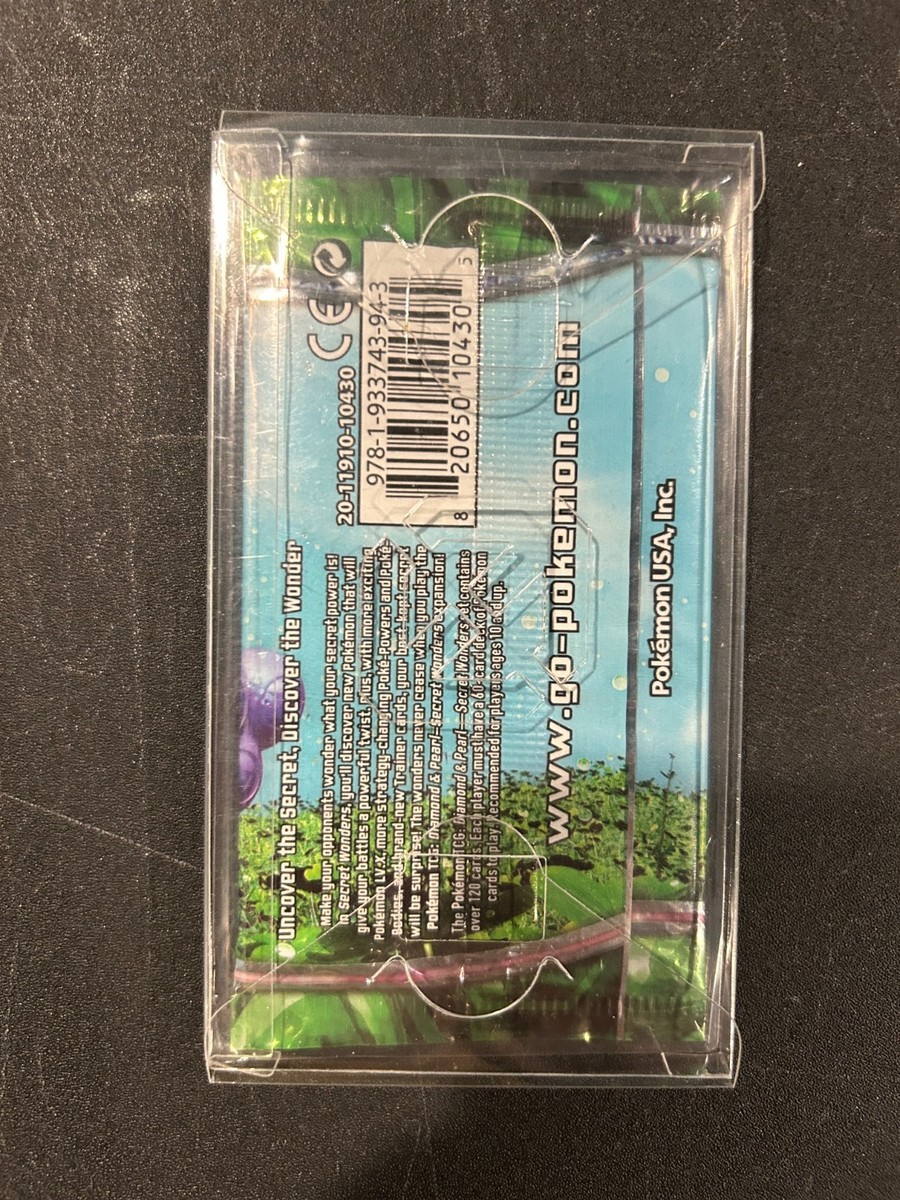 Uncover the Secret, Discover the Wonder
Make your opponents wonder what your secret power is!
In Secret Wonders, you'll discover new Pokémon that will
give your battles a powerful twist. Plus, with more exciting
Pokémon LV.X, more strategy-changing Poké-Powers and Poké-
Bodies, and brand-new Trainer cards, your best-kept secret
will be surprise! The wonders never cease when you play the
Pokémon TCG: Diamond & Pearl—Secret Wonders expansion!
The Pokémon TCG: Diamond & Pearl—Secret Wonders set contains
over 120 cards. Each player must have a 60-card deck of Pokémon
cards to play. Recommended for players ages 10 and up.
CE
20-11910-10430
978-1-933743-94-3
8 20650 10430 5
www.go-pokemon.com
Pokémon USA, Inc.